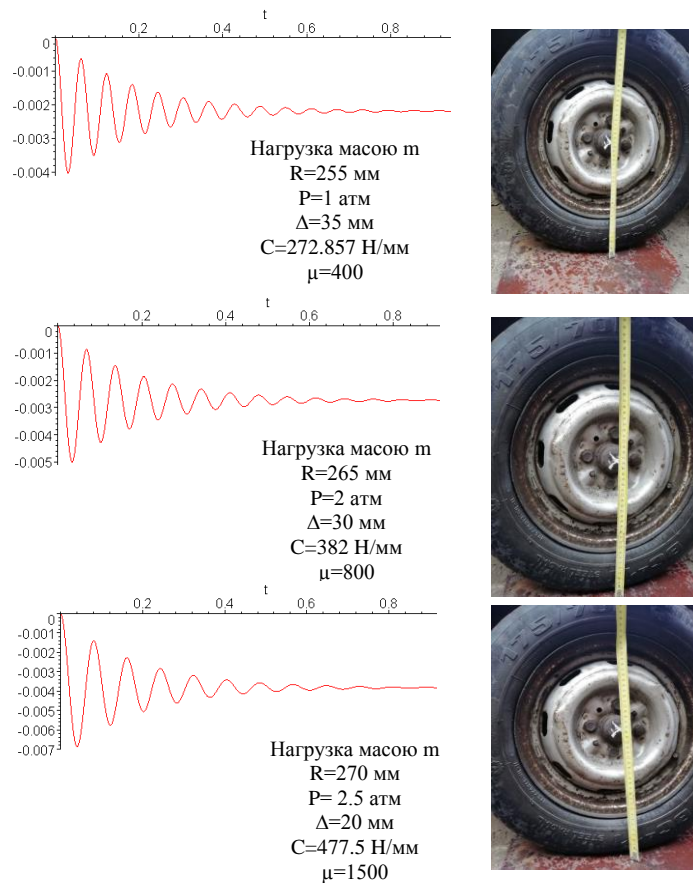 t
0,2 0,4 0,6 0,8
0
-0.001
-0.002
-0.003
-0.004
Нагрузка масою m
R=255 мм
P=1 атм
Δ=35 мм
C=272.857 Н/мм
μ=400
t
0,2 0,4 0,6 0,8
0
-0.001
-0.002
-0.003
-0.004
-0.005
175/70
Нагрузка масою m
R=265 мм
P=2 атм
Δ=30 мм
C=382 Н/мм
μ=800
t
0,2 0,4 0,6 0,8
0
-0.001
-0.002
-0.003
-0.004
-0.005
-0.006
-0.007
Нагрузка масою m
R=270 мм
P= 2.5 атм
Δ=20 мм
C=477.5 Н/мм
μ=1500